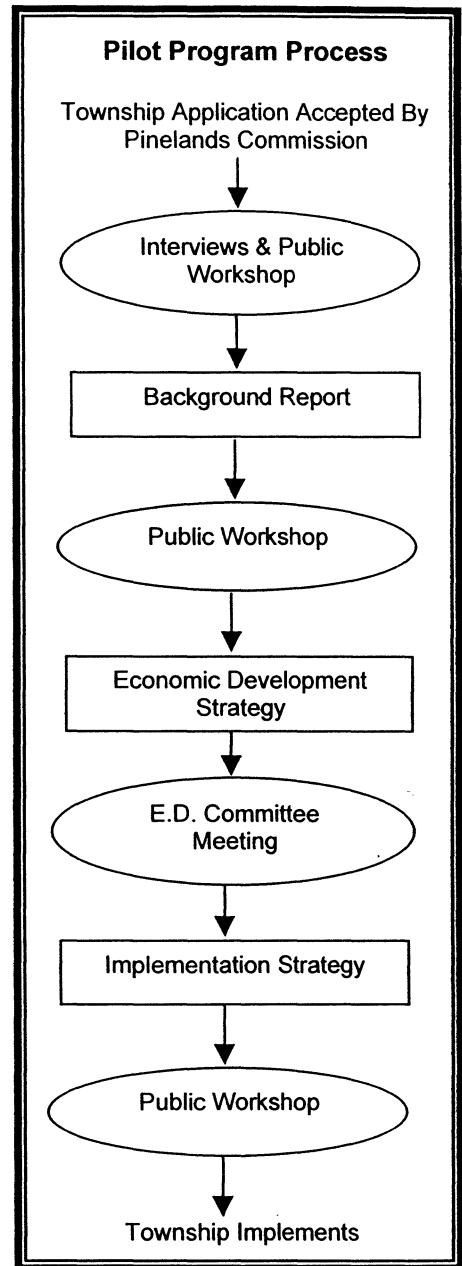 Pilot Program Process
Township Application Accepted By
Pinelands Commission
Interviews & Public
Workshop
Background Report
Public Workshop
Economic Development
Strategy
E.D. Committee
Meeting
Implementation Strategy
Public Workshop
Township Implements